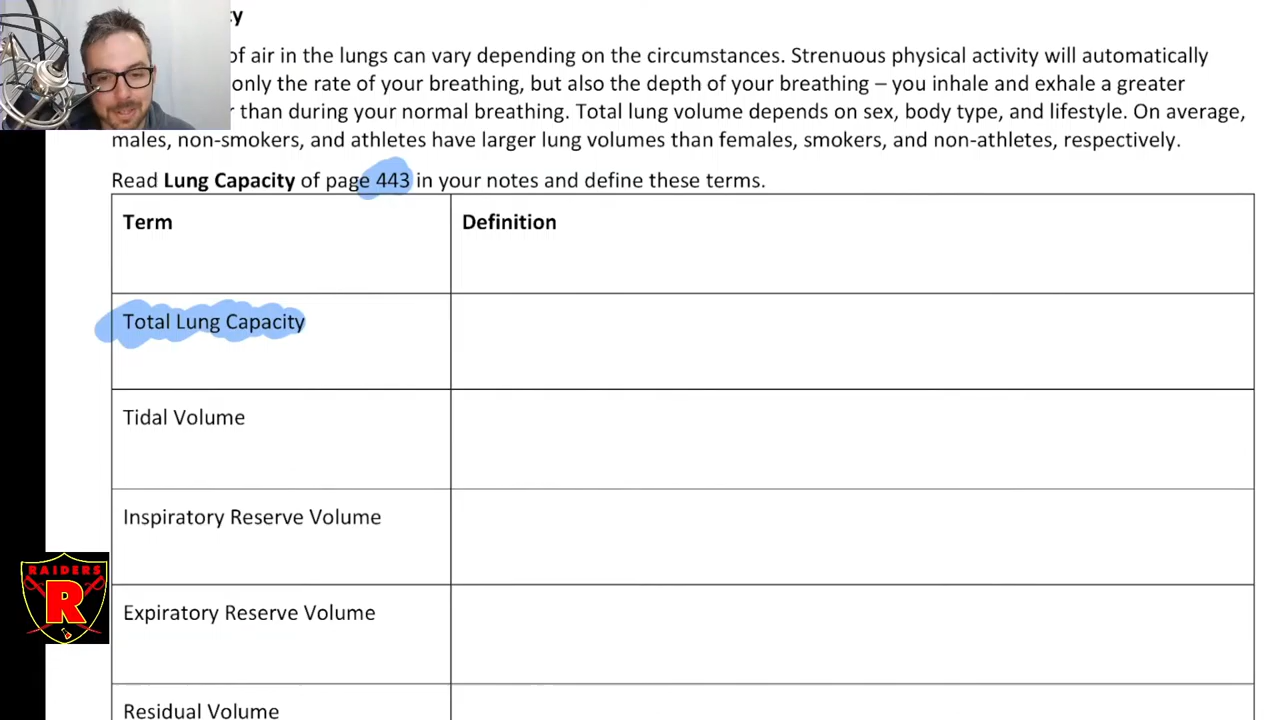 ty
of air in the lungs can vary depending on the circumstances. Strenuous physical activity will automatically
only the rate of your breathing, but also the depth of your breathing – you inhale and exhale a greater
than during your normal breathing. Total lung volume depends on sex, body type, and lifestyle. On average,
males, non-smokers, and athletes have larger lung volumes than females, smokers, and non-athletes, respectively.
Read Lung Capacity of page 443 in your notes and define these terms.
Term Definition
Total Lung Capacity
Tidal Volume
Inspiratory Reserve Volume
RAIDERS
R
Expiratory Reserve Volume
Residual Volume